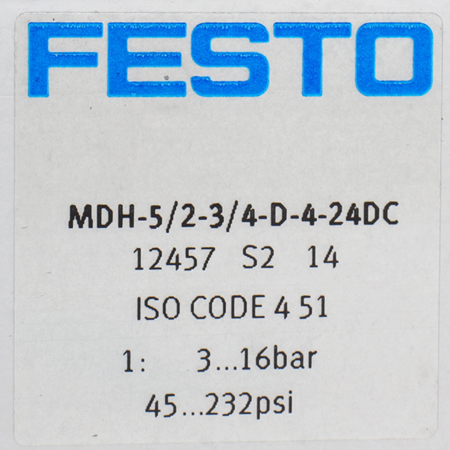 FESTO
MDH-5/2-3/4-D-4-24DC
12457 S2 14
ISO CODE 4 51
1: 3...16bar
45...232psi